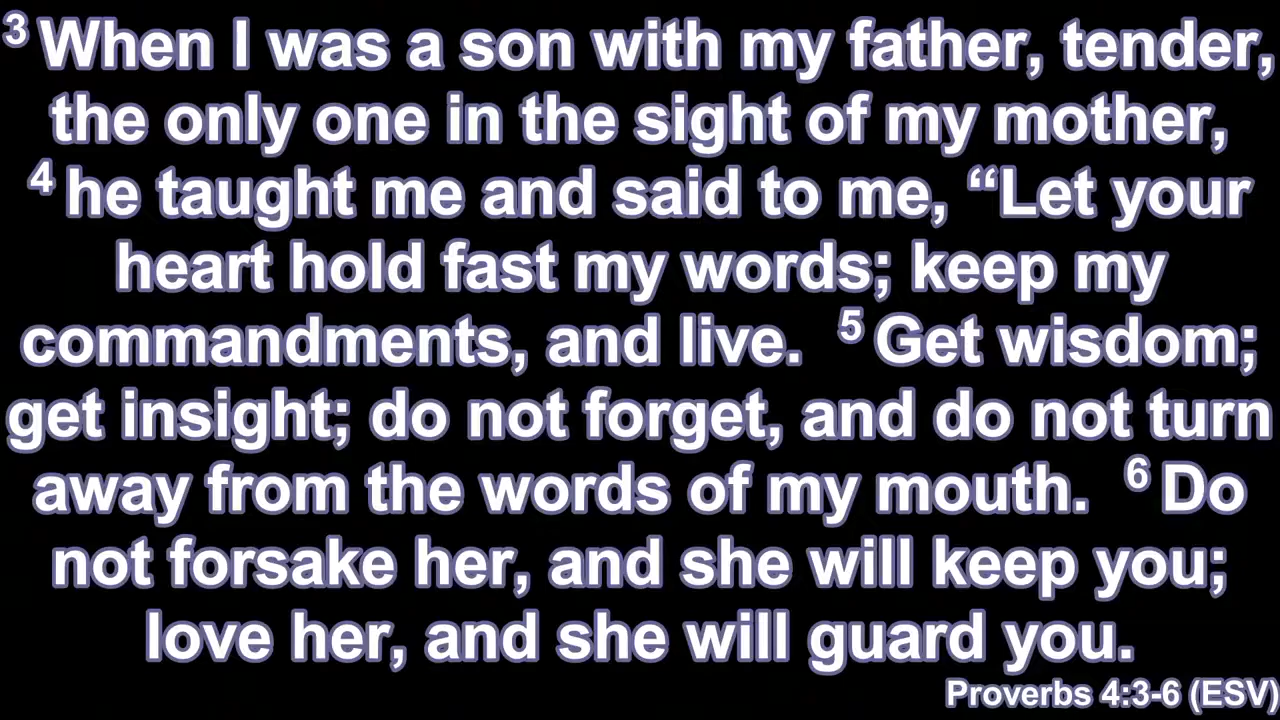 3 When I was a son with my father, tender,
the only one in the sight of my mother,
4 he taught me and said to me, “Let your
heart hold fast my words; keep my
commandments, and live. 5 Get wisdom;
get insight; do not forget, and do not turn
away from the words of my mouth. 6 Do
not forsake her, and she will keep you;
love her, and she will guard you.
Proverbs 4:3-6 (ESV)